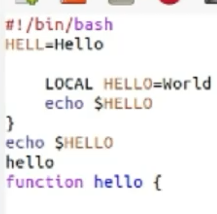 #!/bin/bash
HELL=Hello
LOCAL HELLO=World
echo $HELLO
}
echo $HELLO
hello
function hello {